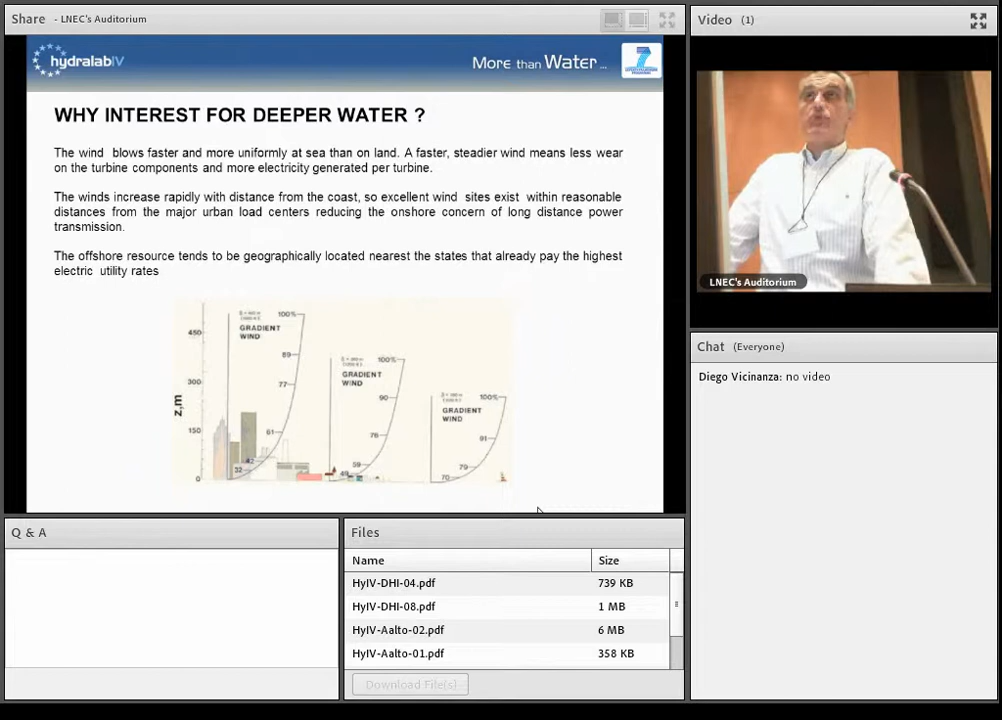 Share - LNEC's Auditorium
hydralabIV
More than Water...
7
WHY INTEREST FOR DEEPER WATER ?
The wind blows faster and more uniformly at sea than on land. A faster, steadier wind means less wear
on the turbine components and more electricity generated per turbine.
The winds increase rapidly with distance from the coast, so excellent wind sites exist within reasonable
distances from the major urban load centers reducing the onshore concern of long distance power
transmission.
The offshore resource tends to be geographically located nearest the states that already pay the highest
electric utility rates
z,m
450
300
150
0
100%
GRADIENT
WIND
89
77
61
32
100%
GRADIENT
WIND
90
76
59
100%
GRADIENT
WIND
91
79
70
Video (1)
LNEC's Auditorium
Chat (Everyone)
Diego Vicinanza: no video
Q & A
Files
Name Size
HyIV-DHI-04.pdf 739 KB
HyIV-DHI-08.pdf 1 MB
HyIV-Aalto-02.pdf 6 MB
HyIV-Aalto-01.pdf 358 KB
Download File(s)